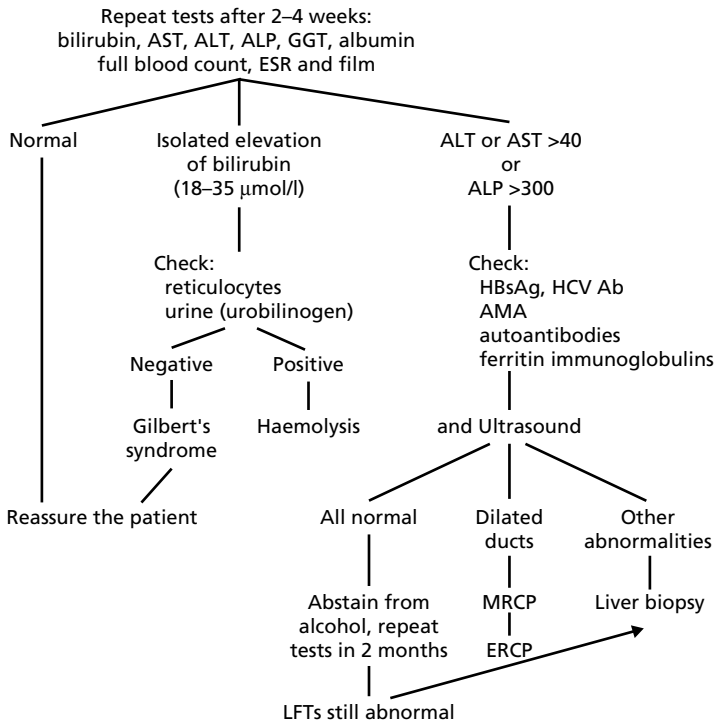 Repeat tests after 2–4 weeks:
bilirubin, AST, ALT, ALP, GGT, albumin
full blood count, ESR and film
Normal
Isolated elevation
of bilirubin
(18–35 μmol/l)
ALT or AST >40
or
ALP >300
Check:
reticulocytes
urine (urobilinogen)
Check:
HBsAg, HCV Ab
AMA
autoantibodies
ferritin immunoglobulins
Negative
Positive
Gilbert's
syndrome
Haemolysis
and Ultrasound
Reassure the patient
All normal
Dilated
ducts
Other
abnormalities
Abstain from
alcohol, repeat
tests in 2 months
MRCP
ERCP
Liver biopsy
LFTs still abnormal